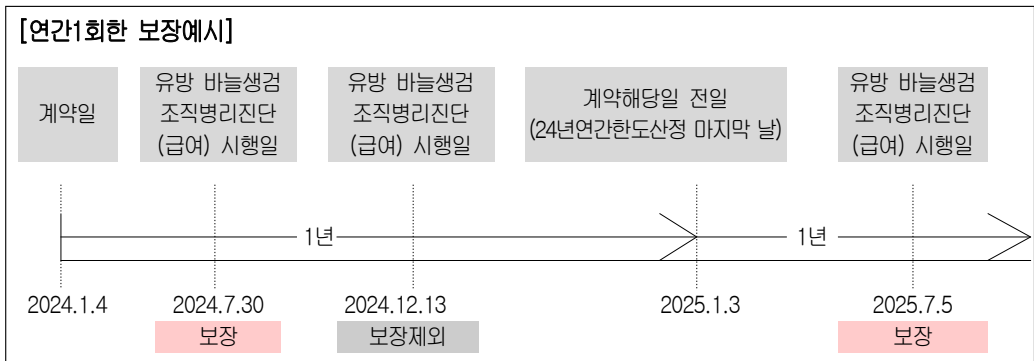 [연간1회한 보장예시]
계약일
유방 바늘생검
조직병리진단
(급여) 시행일
유방 바늘생검
조직병리진단
(급여) 시행일
계약해당일 전일
(24년연간한도산정 마지막 날)
유방 바늘생검
조직병리진단
(급여) 시행일
1년
1년
2024.1.4
2024.7.30
2024.12.13
2025.1.3
2025.7.5
보장
보장제외
보장